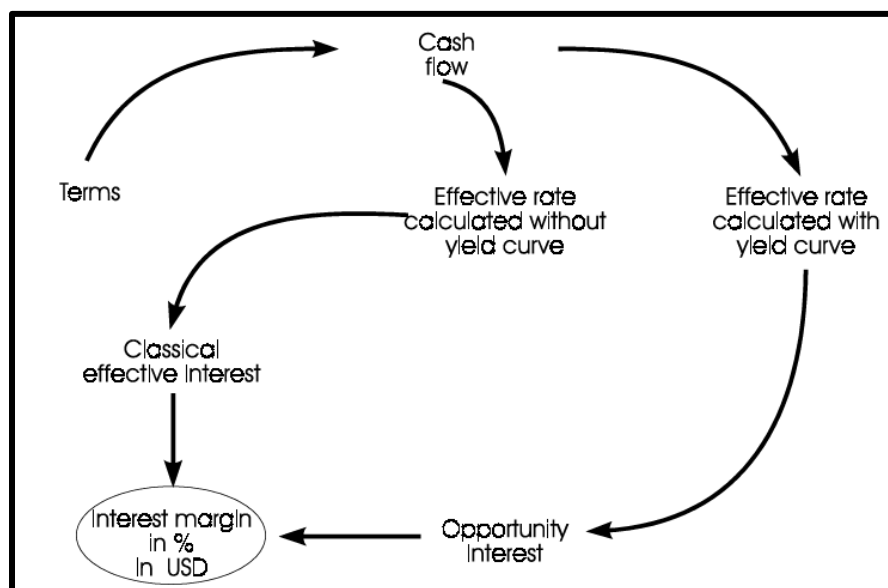 Cash
flow
Terms
Effective rate
calculated without
yield curve
Effective rate
calculated with
yield curve
Classical
effective interest
Interest margin
in %
In USD
Opportunity
Interest